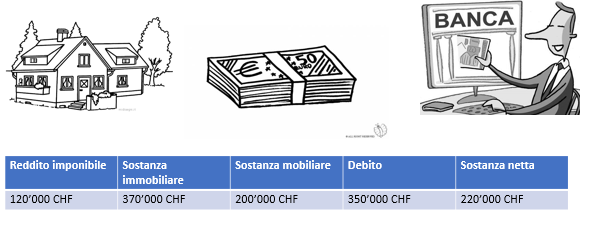 BANCA
50
EURO
€
Reddito imponibile
Sostanza
immobiliare
Sostanza mobiliare
Debito
Sostanza netta
120’000 CHF
370’000 CHF
200’000 CHF
350’000 CHF
220’000 CHF